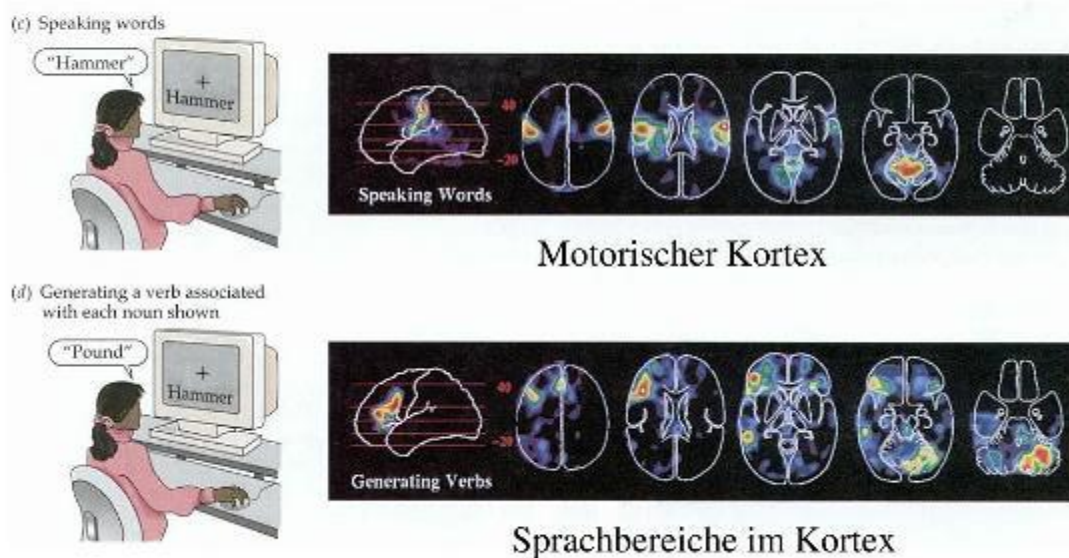 (c) Speaking words
"Hammer"
+
Hammer
40
-20
Speaking Words
Motorischer Kortex
(d) Generating a verb associated
with each noun shown
"Pound"
+
Hammer
40
-20
Generating Verbs
Sprachbereiche im Kortex